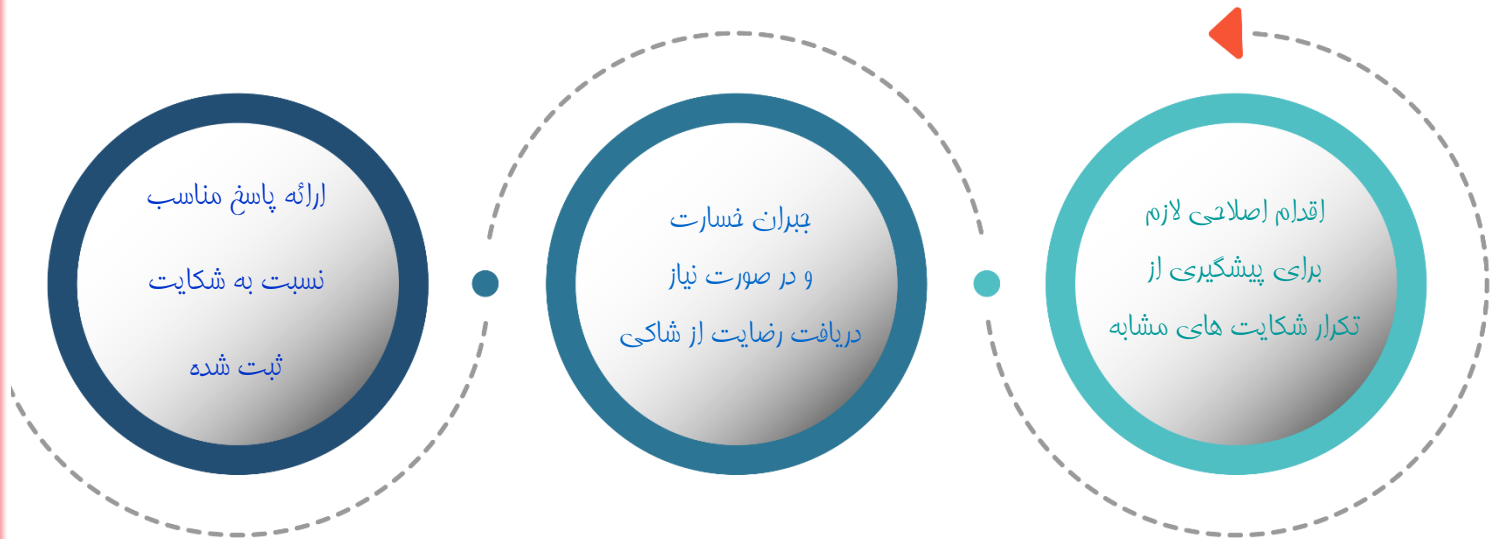 ارائه پاسخ مناسب
نسبت به شکایت
ثبت شده
جبران خسارت
و در صورت نیاز
دریافت رضایت از شاکی
اقدام اصلاحی لازم
برای پیشگیری از
تکرار شکایت های مشابه